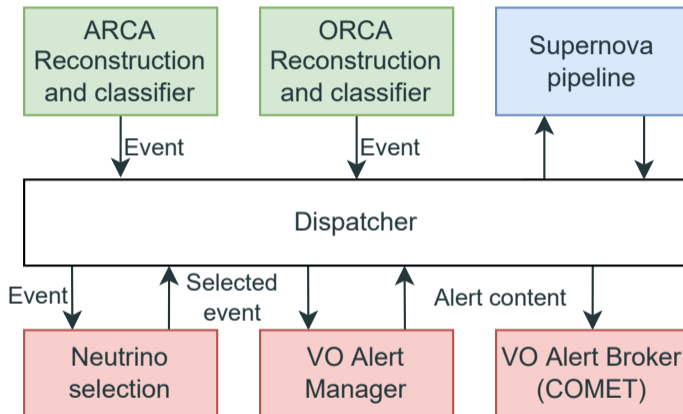 ARCA
Reconstruction
and classifier
ORCA
Reconstruction
and classifier
Supernova
pipeline
Event
Event
Dispatcher
Event
Selected
event
Alert content
Neutrino
selection
VO Alert
Manager
VO Alert Broker
(COMET)